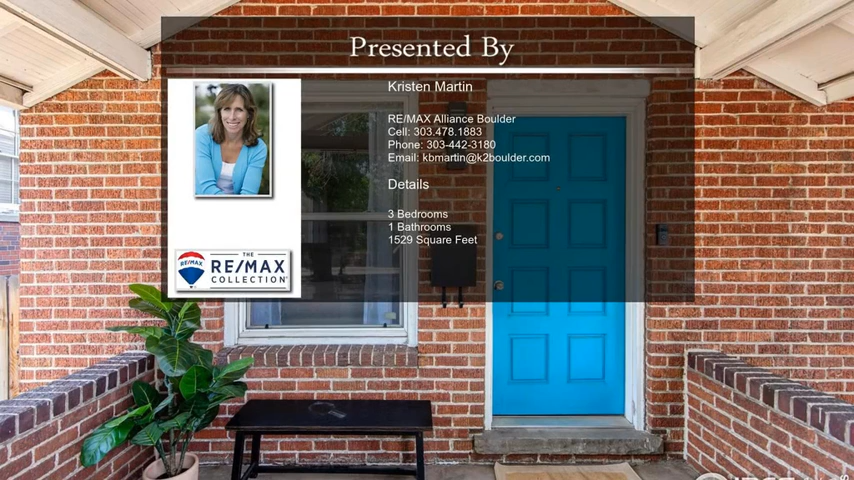 Presented By
Kristen Martin
RE/MAX Alliance Boulder
Cell: 303.478.1883
Phone: 303-442-3180
Email: kbmartin@k2boulder.com
Details
3 Bedrooms
1 Bathrooms
1529 Square Feet
RE/MAX
THE
RE/MAX
COLLECTION